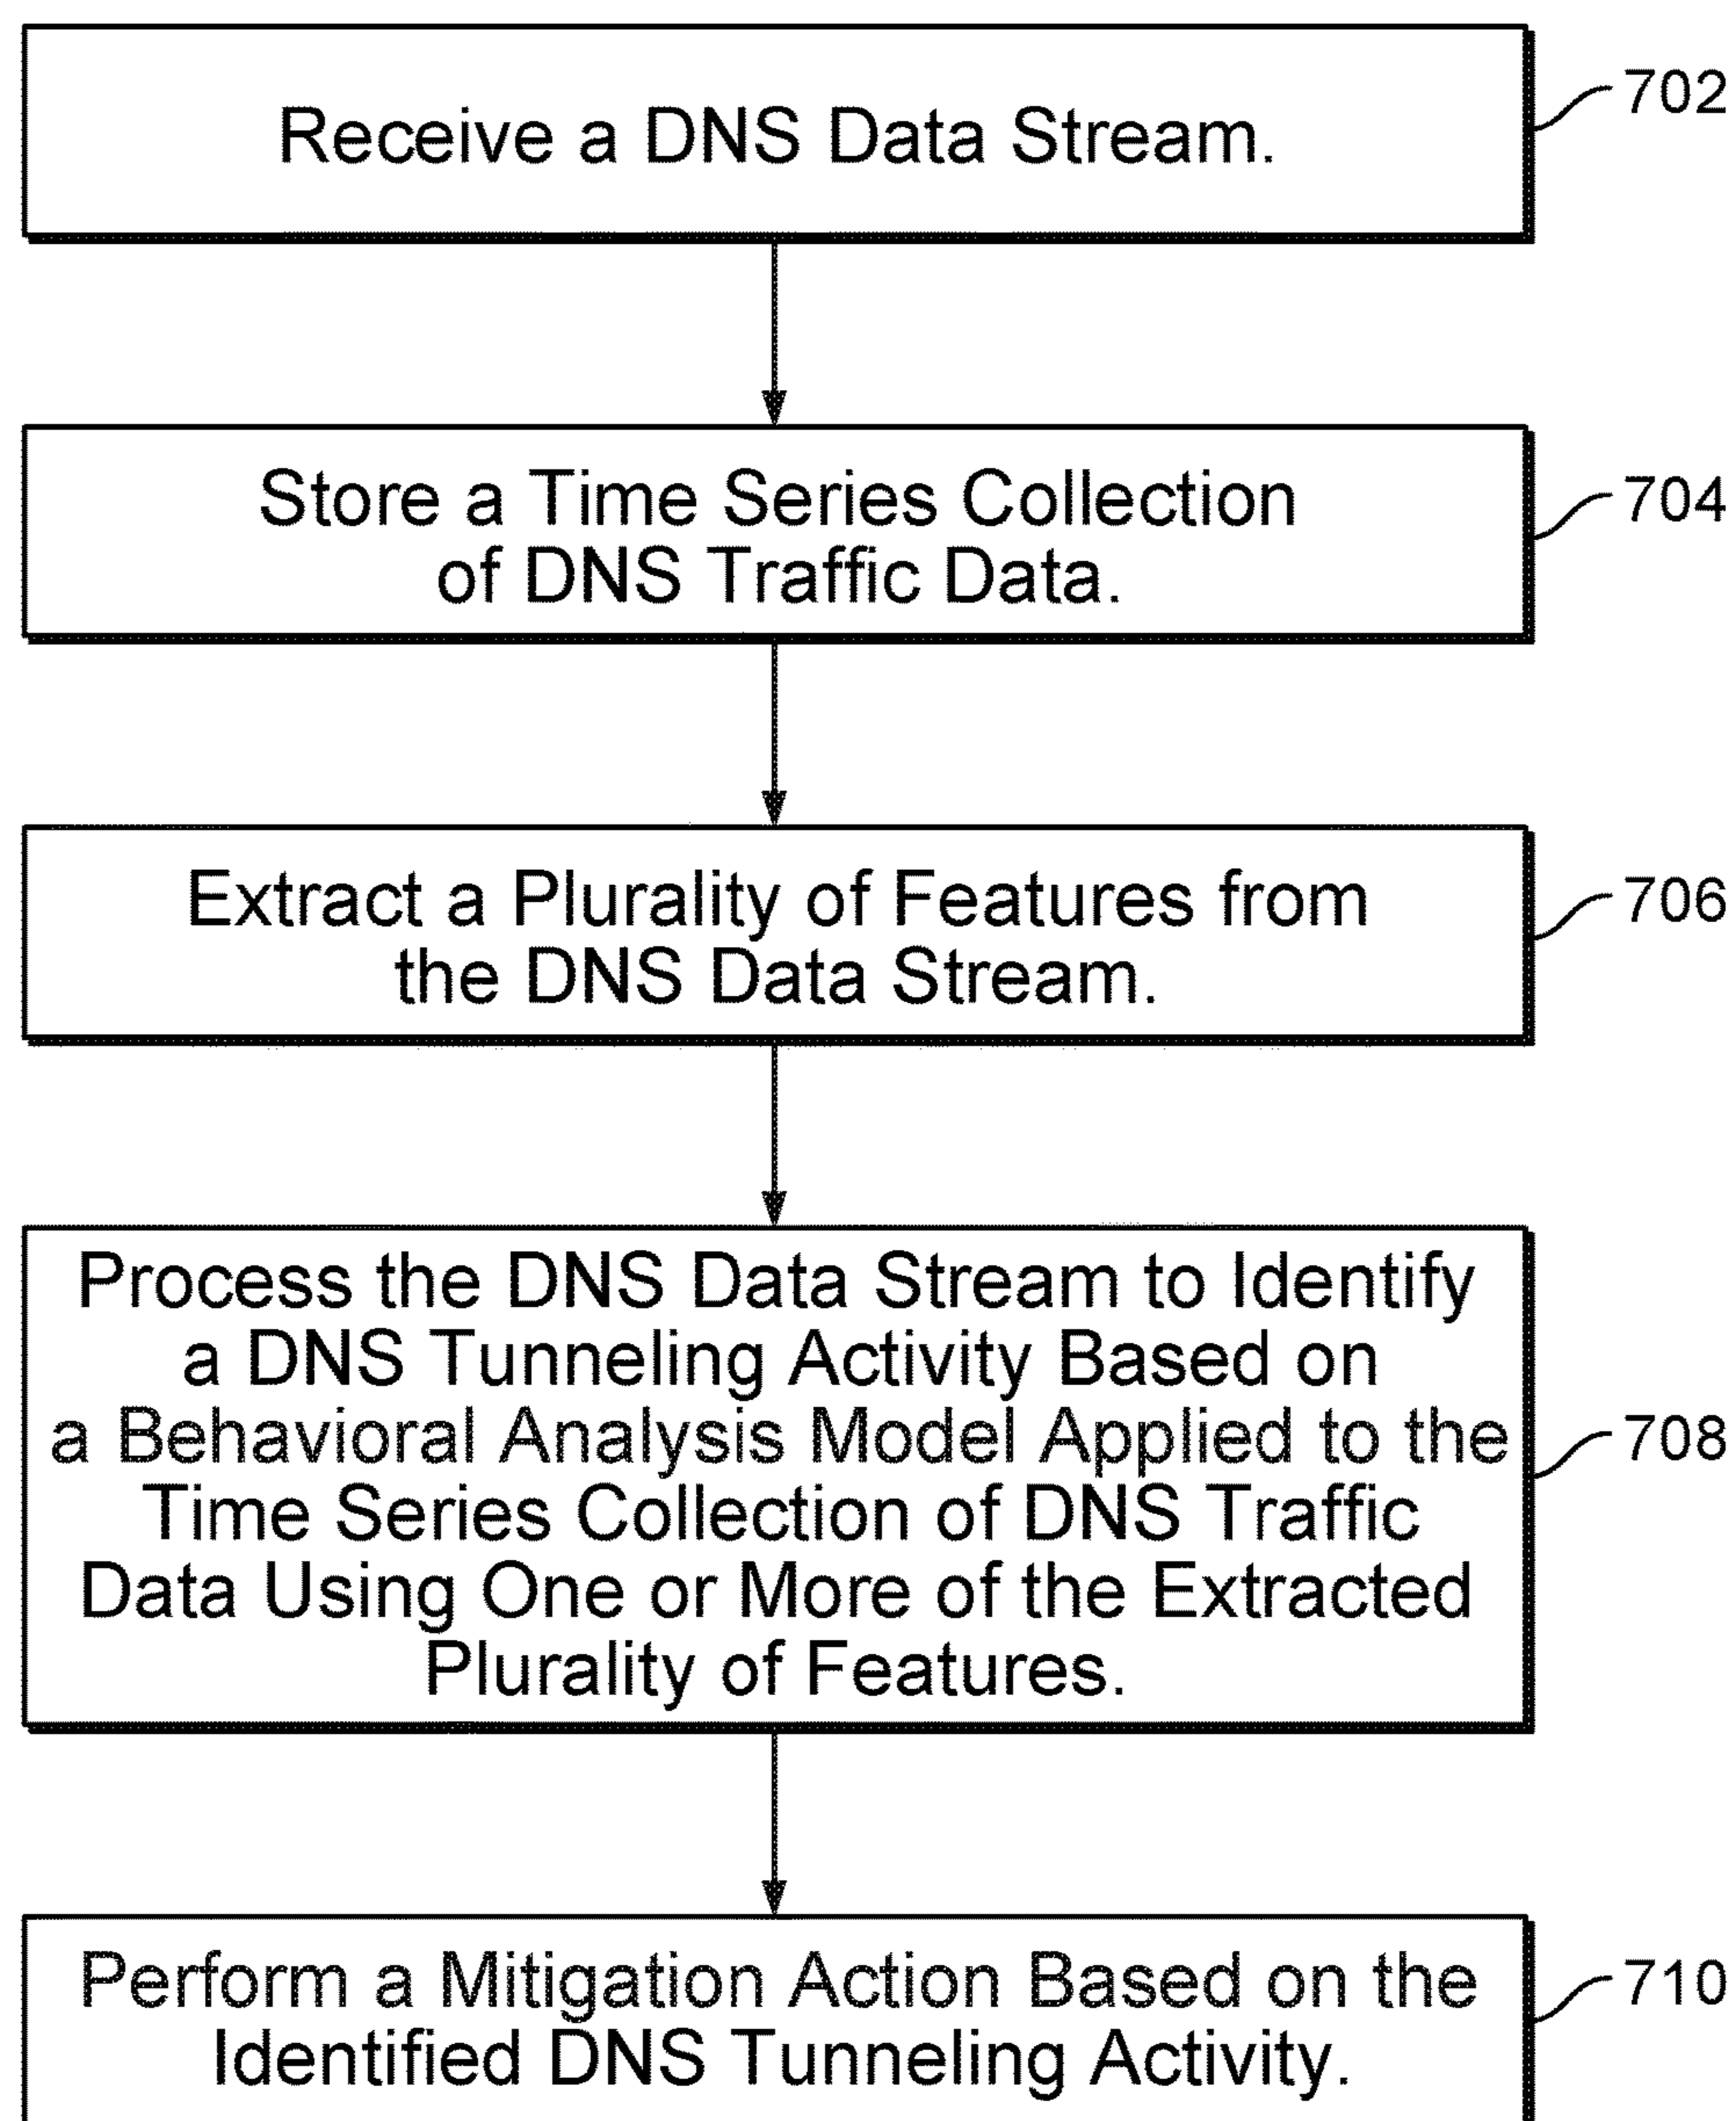 Receive a DNS Data Stream.
702
Store a Time Series Collection
of DNS Traffic Data.
704
Extract a Plurality of Features from
the DNS Data Stream.
706
Process the DNS Data Stream to Identify
a DNS Tunneling Activity Based on
a Behavioral Analysis Model Applied to the
Time Series Collection of DNS Traffic
Data Using One or More of the Extracted
Plurality of Features.
708
Perform a Mitigation Action Based on the
Identified DNS Tunneling Activity.
710